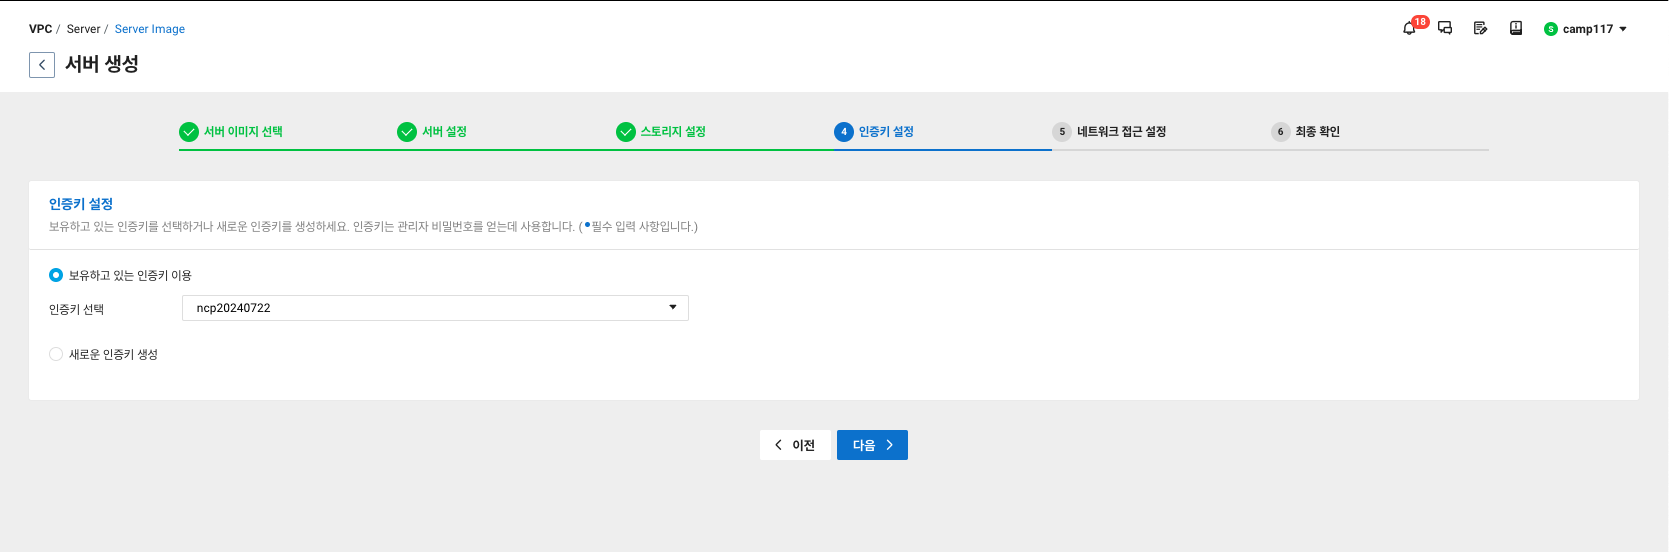 VPC / Server / Server Image
18
S camp117
서버 생성
서버 이미지 선택
서버 설정
스토리지 설정
4 인증키 설정
5 네트워크 접근 설정
6 최종 확인
인증키 설정
보유하고 있는 인증키를 선택하거나 새로운 인증키를 생성하세요. 인증키는 관리자 비밀번호를 얻는데 사용합니다. (•필수 입력 사항입니다.)
보유하고 있는 인증키 이용
인증키 선택
ncp20240722
새로운 인증키 생성
이전
다음